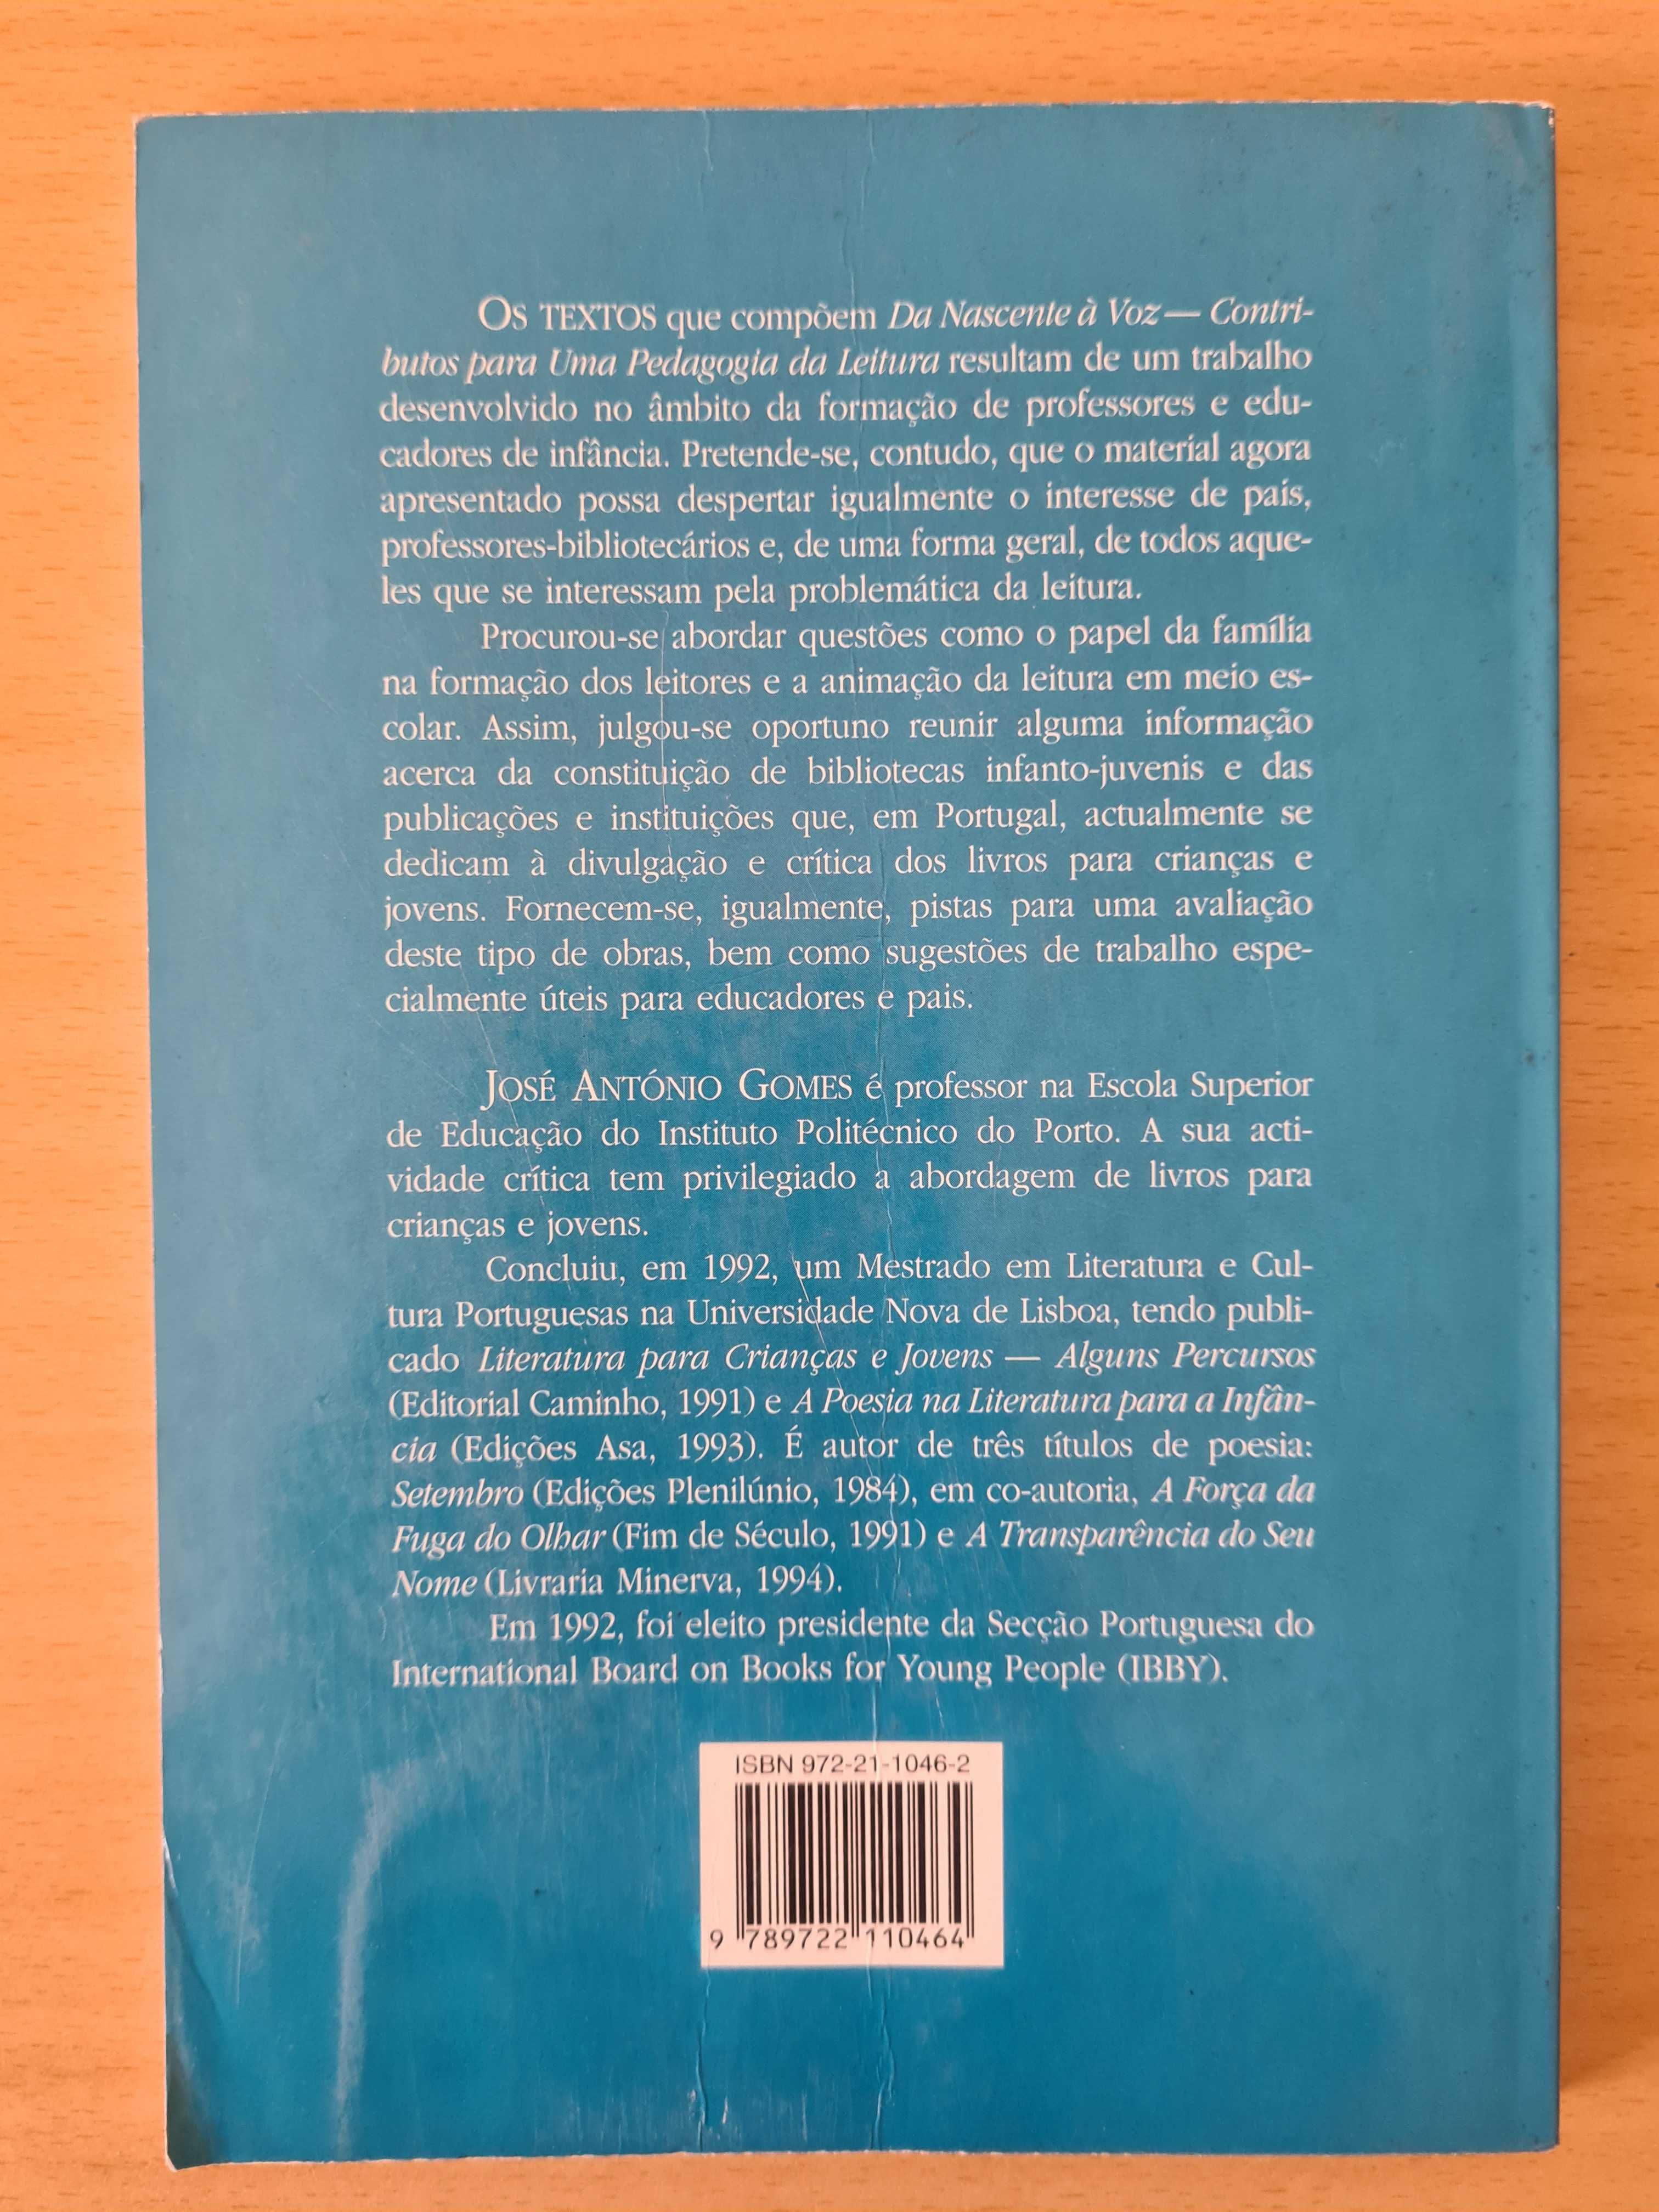 OS TEXTOS que compõem Da Nascente à Voz — Contri-
butos para Uma Pedagogia da Leitura resultam de um trabalho
desenvolvido no âmbito da formação de professores e edu-
cadores de infância. Pretende-se, contudo, que o material agora
apresentado possa despertar igualmente o interesse de pais,
professores-bibliotecários e, de uma forma geral, de todos aque-
les que se interessam pela problemática da leitura.
Procurou-se abordar questões como o papel da família
na formação dos leitores e a animação da leitura em meio es-
colar. Assim, julgou-se oportuno reunir alguma informação
acerca da constituição de bibliotecas infanto-juvenis e das
publicações e instituições que, em Portugal, actualmente se
dedicam à divulgação e crítica dos livros para crianças e
jovens. Fornecem-se, igualmente, pistas para uma avaliação
deste tipo de obras, bem como sugestões de trabalho espe-
cialmente úteis para educadores e pais.
JOSÉ ANTÓNIO GOMES é professor na Escola Superior
de Educação do Instituto Politécnico do Porto. A sua acti-
vidade crítica tem privilegiado a abordagem de livros para
crianças e jovens.
Concluiu, em 1992, um Mestrado em Literatura e Cul-
tura Portuguesas na Universidade Nova de Lisboa, tendo publi-
cado Literatura para Crianças e Jovens — Alguns Percursos
(Editorial Caminho, 1991) e A Poesia na Literatura para a Infân-
cia (Edições Asa, 1993). É autor de três títulos de poesia:
Setembro (Edições Plenilúnio, 1984), em co-autoria, A Força da
Fuga do Olhar (Fim de Século, 1991) e A Transparência do Seu
Nome (Livraria Minerva, 1994).
Em 1992, foi eleito presidente da Secção Portuguesa do
International Board on Books for Young People (IBBY).
ISBN 972-21-1046-2
9 789722 110464